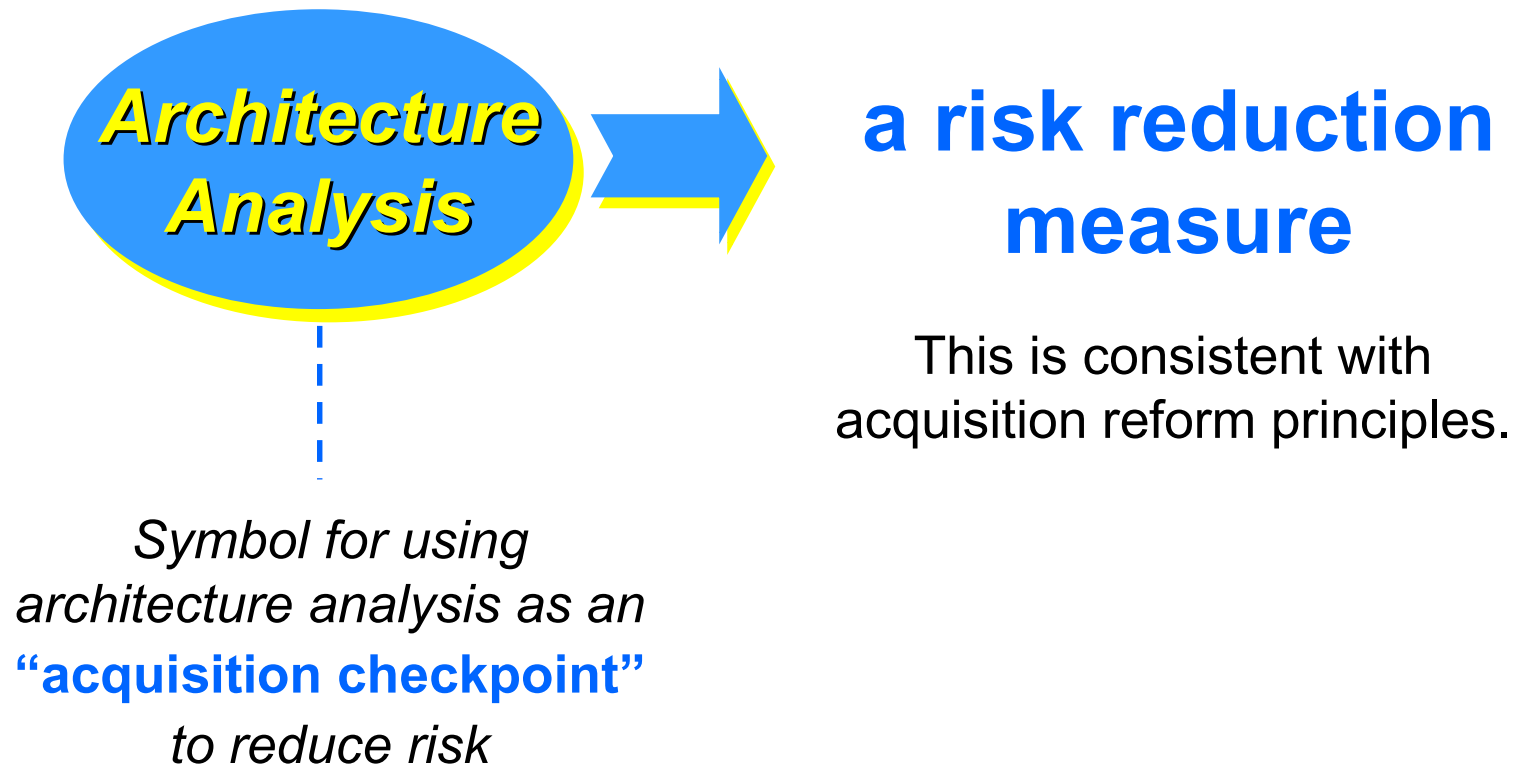 Architecture
Analysis
a risk reduction
measure
This is consistent with
acquisition reform principles.
Symbol for using
architecture analysis as an
“acquisition checkpoint”
to reduce risk